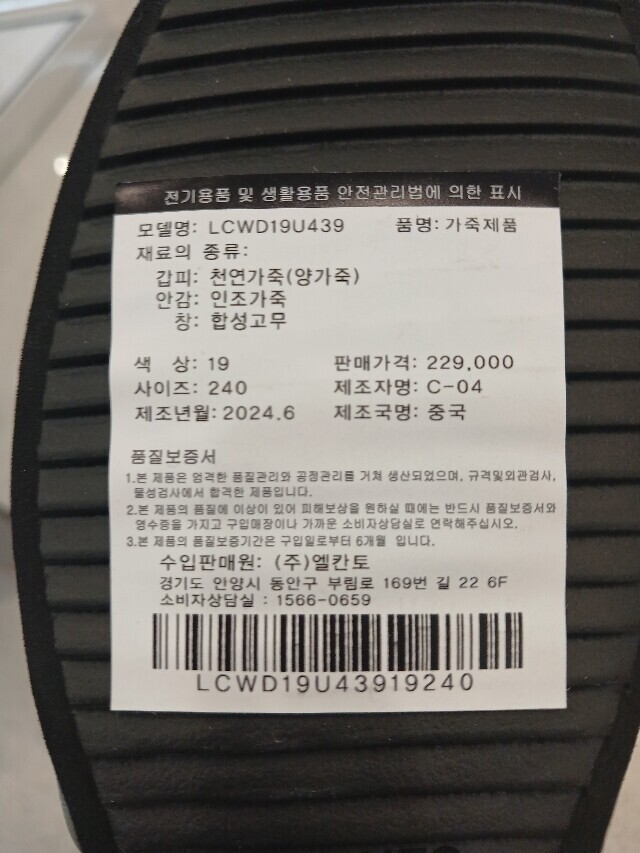 전기용품 및 생활용품 안전관리법에 의한 표시
모델명: LCWD19U439 품명: 가죽제품
재료의 종류:
갑피: 천연가죽(양가죽)
안감: 인조가죽
창: 합성고무
색 상: 19 판매가격: 229,000
사이즈: 240 제조자명: C-04
제조년월: 2024.6 제조국명: 중국
품질보증서
1.본 제품은 엄격한 품질관리와 공정관리를 거쳐 생산되었으며, 규격및외관검사,
물성검사에서 합격한 제품입니다.
2.본 제품의 품질에 이상이 있어 피해보상을 원하실 때에는 반드시 품질보증서와
영수증을 가지고 구입매장이나 가까운 소비자상담실로 연락해주십시오.
3.본 제품의 품질보증기간은 구입일로부터 6개월 입니다.
수입판매원: (주)엘칸토
경기도 안양시 동안구 부림로 169번 길 22 6F
소비자상담실 : 1566-0659
LCWD19U43919240